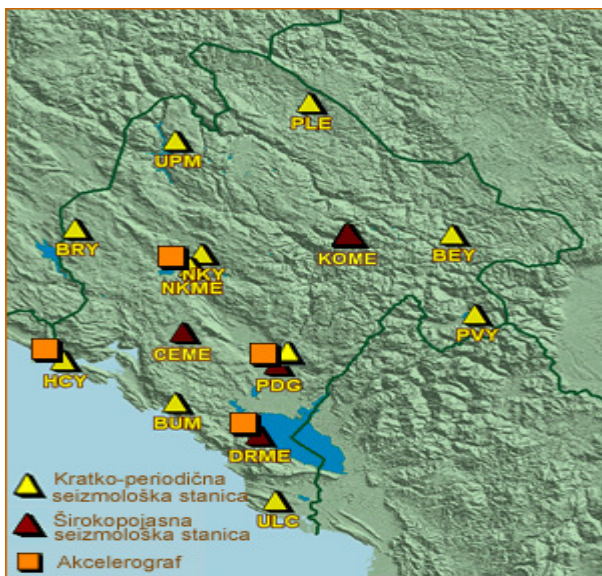 PLE
UPM
BRY
KOME
BEY
NKY
NKME
PVY
CEME
HCY
PDG
BUM
DRME
ULC
Kratko-periodična
seizmološka stanica
Širokopojasna
seizmološka stanica
Akcelerograf